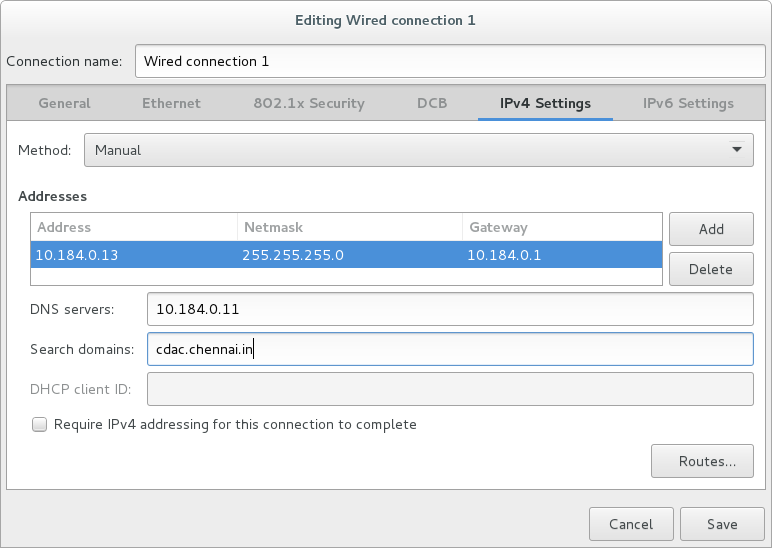 Editing Wired connection 1
Connection name: Wired connection 1
General Ethernet 802.1x Security DCB IPv4 Settings IPv6 Settings
Method: Manual
Addresses
Address Netmask Gateway Add
10.184.0.13 255.255.255.0 10.184.0.1
Delete
DNS servers: 10.184.0.11
Search domains: cdac.chennai.in
DHCP client ID:
Require IPv4 addressing for this connection to complete
Routes...
Cancel Save